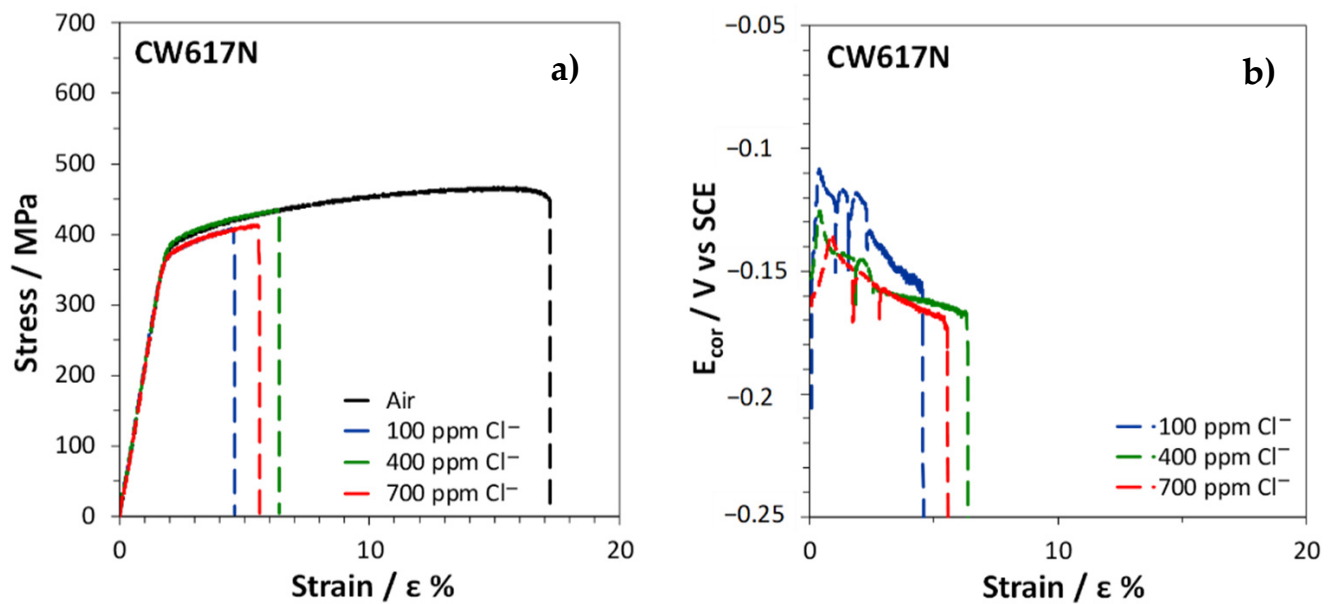 CW617N
a)
Stress / MPa
700
600
500
400
300
200
100
0
0
10
20
Strain / ε %
Air
100 ppm Cl⁻
400 ppm Cl⁻
700 ppm Cl⁻
CW617N
b)
E_cor / V vs SCE
−0.05
−0.1
−0.15
−0.2
−0.25
0
10
20
Strain / ε %
100 ppm Cl⁻
400 ppm Cl⁻
700 ppm Cl⁻